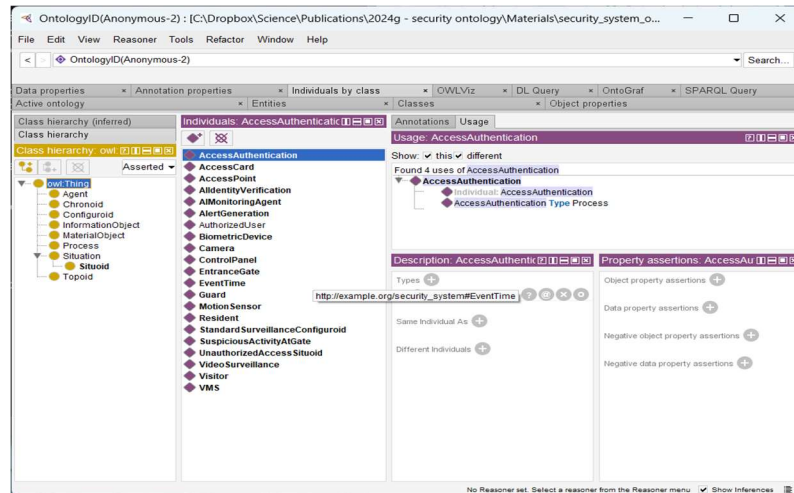 OntologyID(Anonymous-2) : [C:\Dropbox\Science\Publications\2024g - security ontology\Materials\security_system_o...
File Edit View Reasoner Tools Refactor Window Help
< > OntologyID(Anonymous-2) Search...
Data properties × Annotation properties × Individuals by class × OWLViz × DL Query × OntoGraf × SPARQL Query
Active ontology × Entities × Classes × Object properties
Class hierarchy (inferred)
Class hierarchy
Class hierarchy: owl:
Asserted
owl:Thing
Agent
Chronoid
Configuroid
InformationObject
MaterialObject
Process
Situation
Situoid
Topoid
Individuals: AccessAuthenticatic
AccessAuthentication
AccessCard
AccessPoint
AIIdentityVerification
AIMonitoringAgent
AlertGeneration
AuthorizedUser
BiometricDevice
Camera
ControlPanel
EntranceGate
EventTime
Guard
MotionSensor
Resident
StandardSurveillanceConfiguroid
SuspiciousActivityAtGate
UnauthorizedAccessSituoid
VideoSurveillance
Visitor
VMS
Annotations Usage
Usage: AccessAuthentication
Show: this different
Found 4 uses of AccessAuthentication
AccessAuthentication
Individual: AccessAuthentication
AccessAuthentication Type Process
Description: AccessAuthentic
Types
http://example.org/security_system#EventTime
Same Individual As
Different Individuals
Property assertions: AccessAu
Object property assertions
Data property assertions
Negative object property assertions
Negative data property assertions
No Reasoner set. Select a reasoner from the Reasoner menu Show Inferences